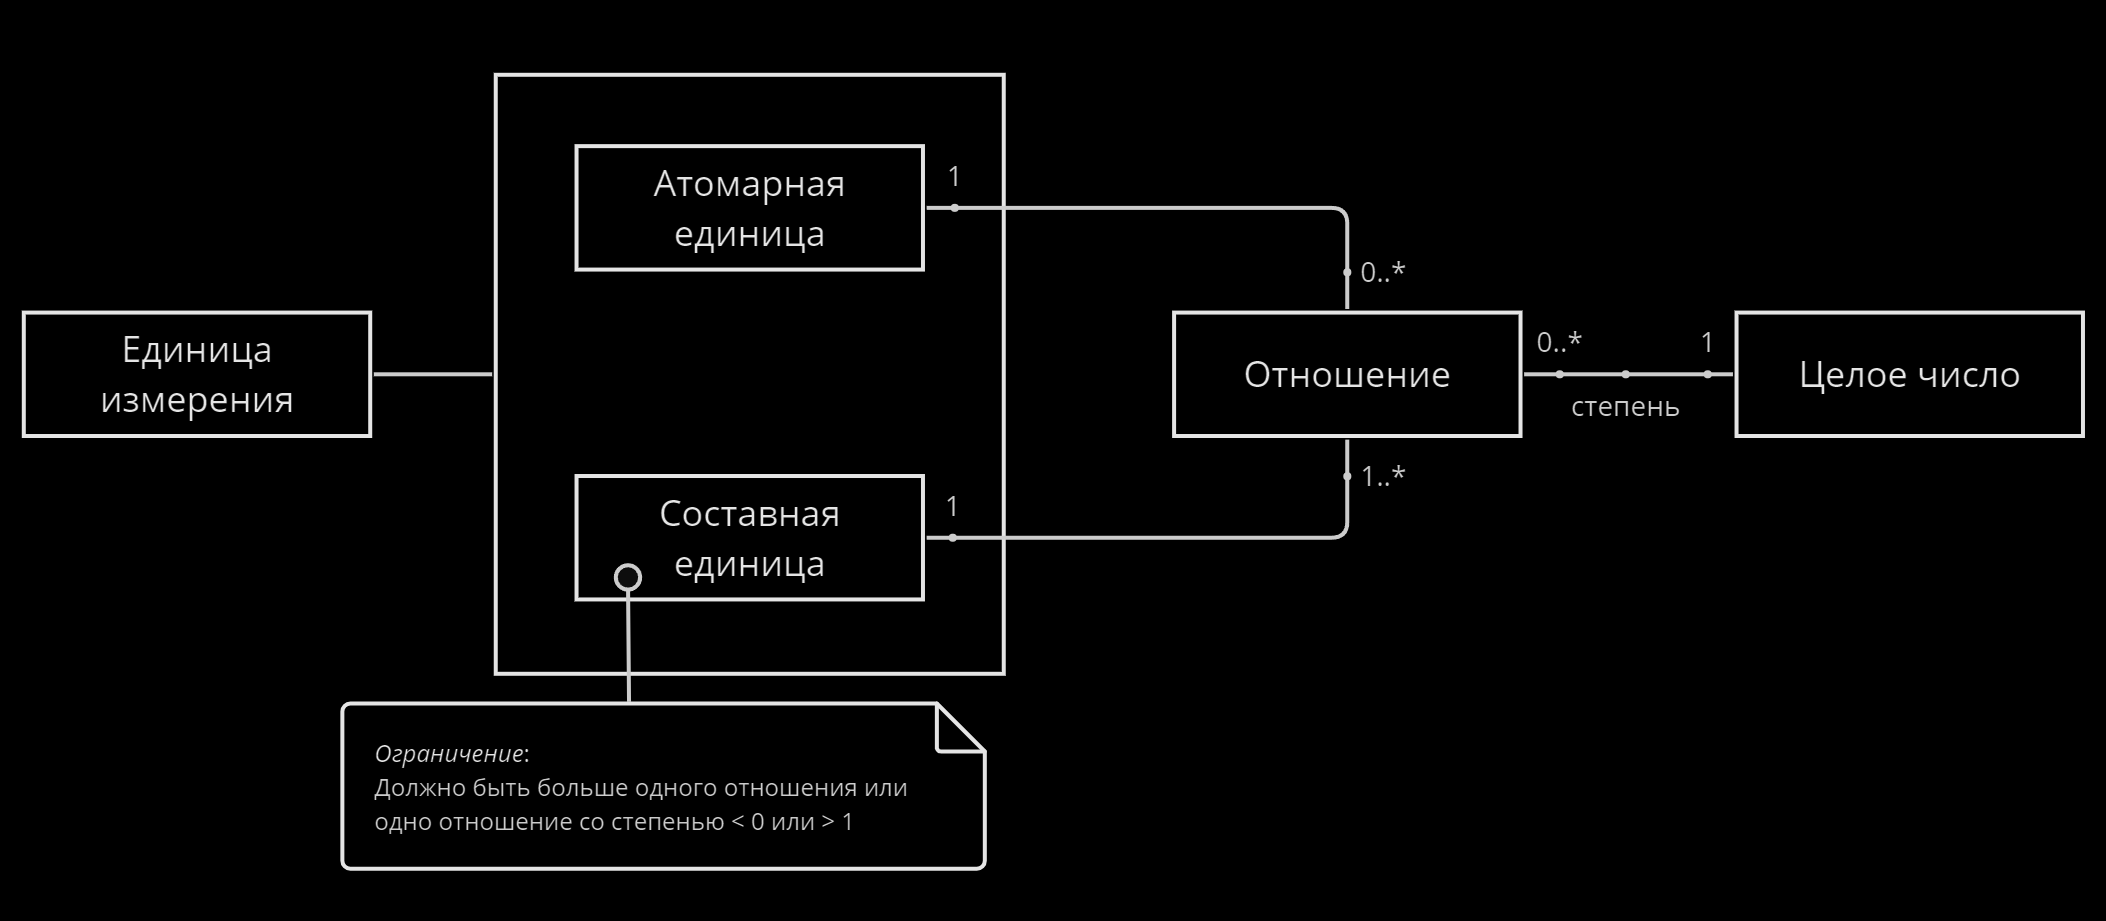 Атомарная
единица
1
0..*
Единица
измерения
Отношение
0..*
1
степень
Целое число
Составная
единица
1
1..*
Ограничение:
Должно быть больше одного отношения или
одно отношение со степенью < 0 или > 1